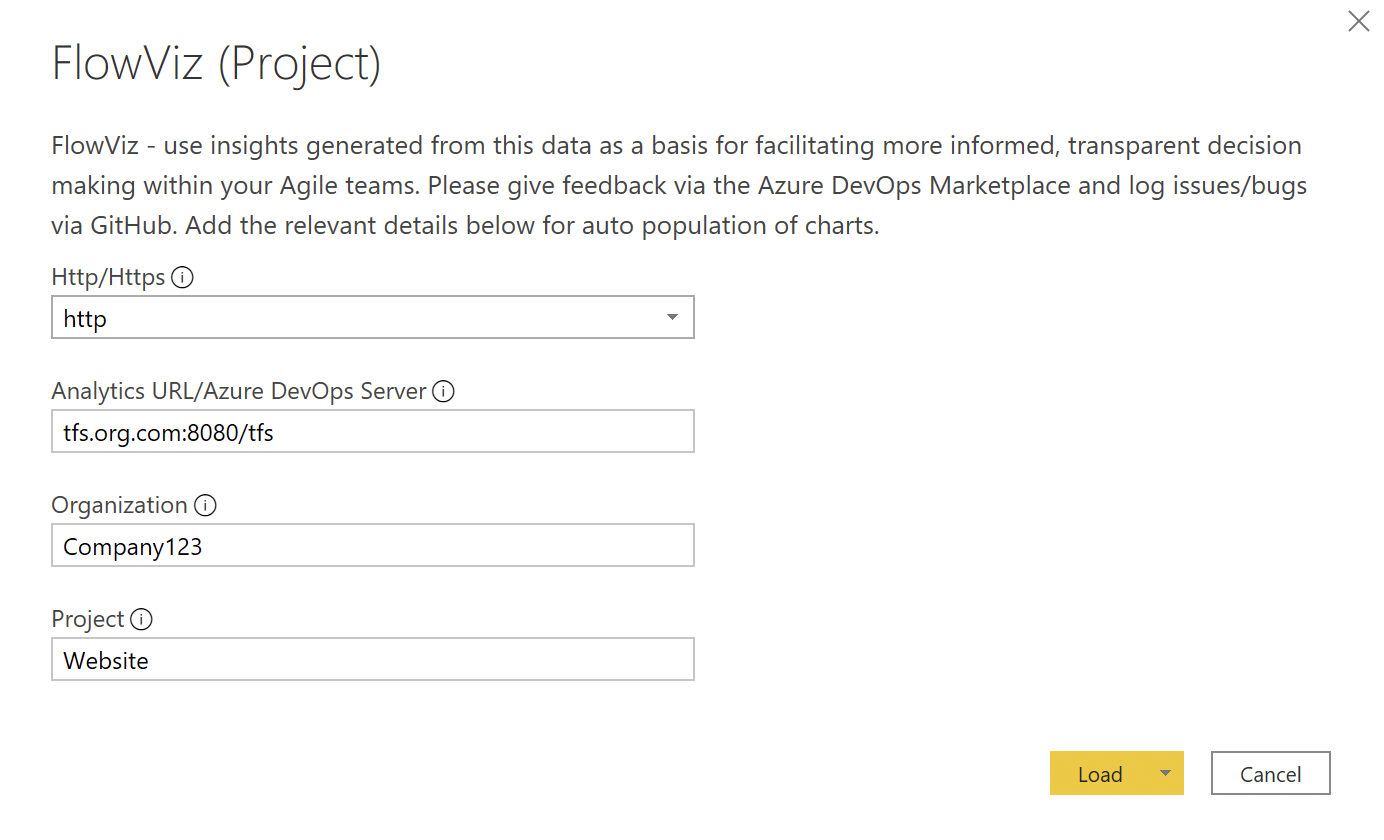 FlowViz (Project)
FlowViz - use insights generated from this data as a basis for facilitating more informed, transparent decision
making within your Agile teams. Please give feedback via the Azure DevOps Marketplace and log issues/bugs
via GitHub. Add the relevant details below for auto population of charts.
Http/Https
http
Analytics URL/Azure DevOps Server
tfs.org.com:8080/tfs
Organization
Company123
Project
Website
Load
Cancel